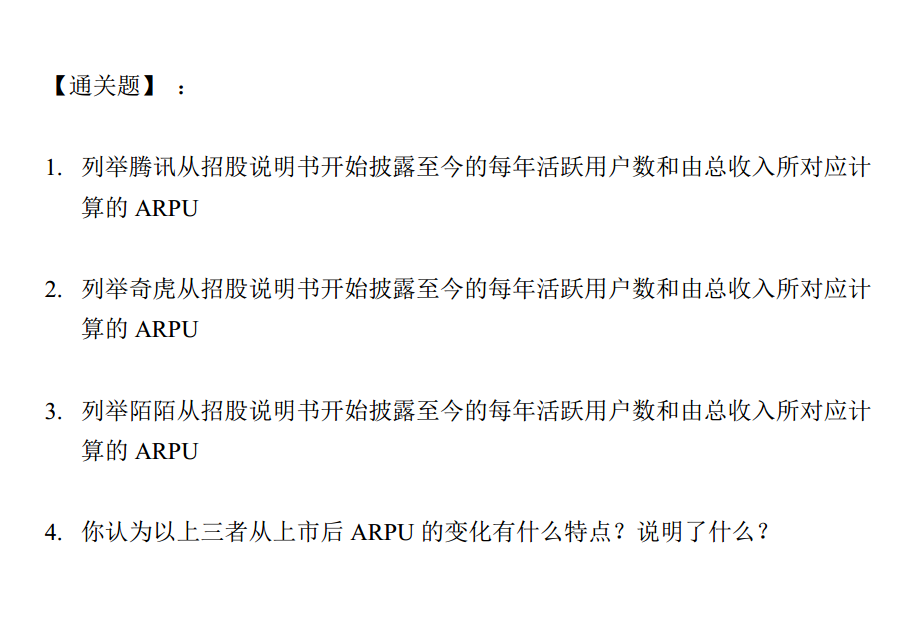 【通关题】 ：
1. 列举腾讯从招股说明书开始披露至今的每年活跃用户数和由总收入所对应计
算的 ARPU
2. 列举奇虎从招股说明书开始披露至今的每年活跃用户数和由总收入所对应计
算的 ARPU
3. 列举陌陌从招股说明书开始披露至今的每年活跃用户数和由总收入所对应计
算的 ARPU
4. 你认为以上三者从上市后 ARPU 的变化有什么特点？说明了什么？